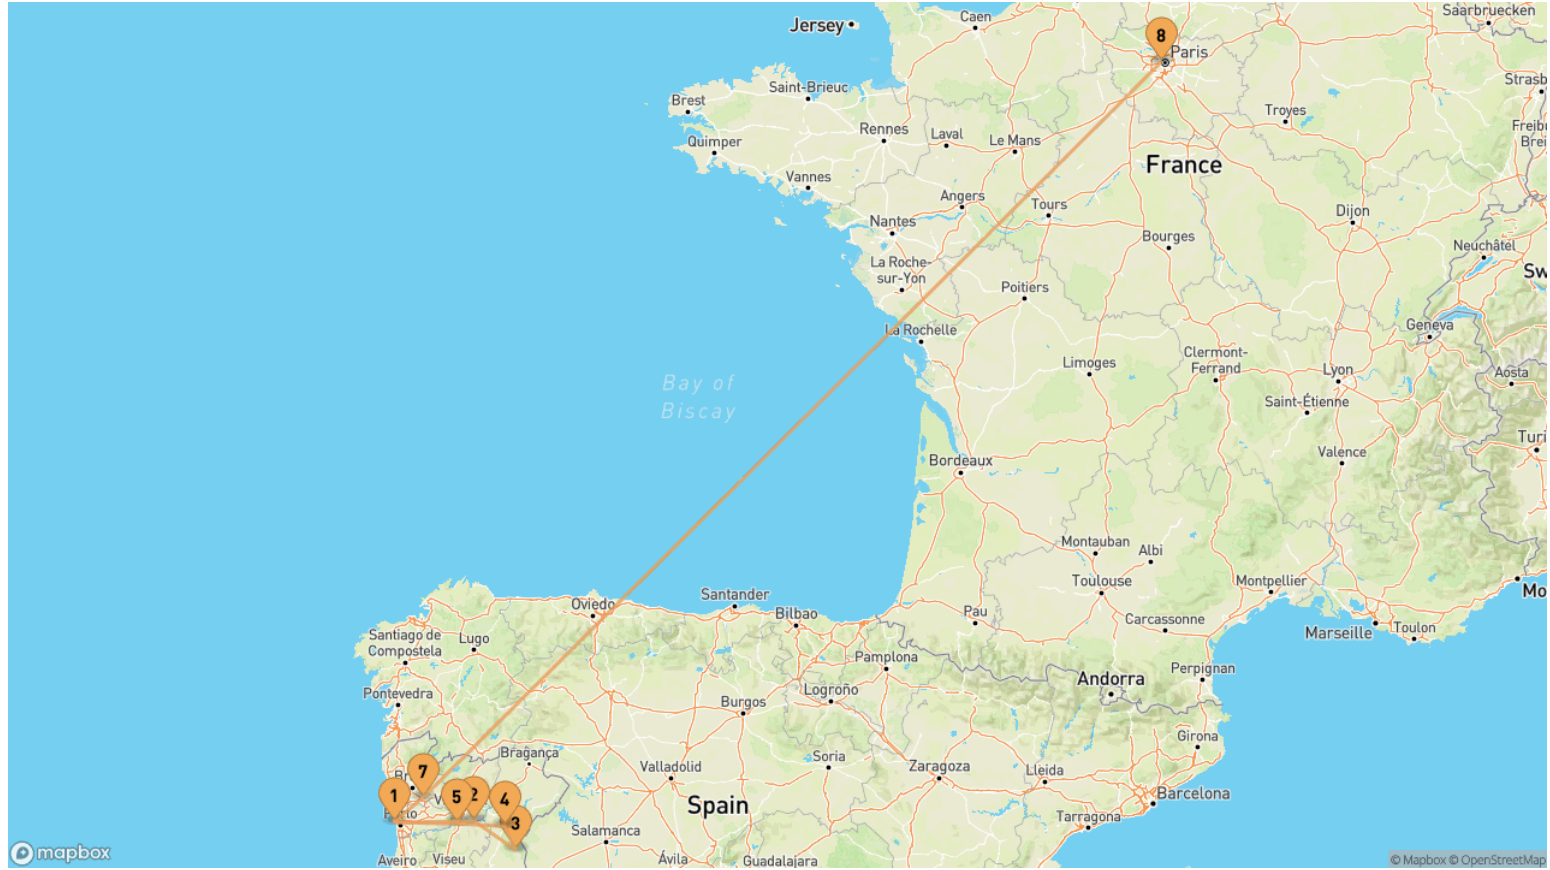 Jersey
Caen
Saarbruecken
8
Paris
Brest
Saint-Brieuc
Troyes
Strasb
Quimper
Rennes
Laval
Le Mans
Freibu
Brei
France
Vannes
Angers
Tours
Dijon
Nantes
Bourges
Neuchâtel
La Roche-
sur-Yon
Poitiers
Sw
La Rochelle
Geneva
Limoges
Clermont-
Ferrand
Lyon
Aosta
Bay of
Biscay
Saint-Étienne
Turi
Valence
Bordeaux
Montauban
Albi
Toulouse
Montpellier
Mo
Oviedo
Santander
Bilbao
Pau
Carcassonne
Marseille
Toulon
Santiago de
Compostela
Lugo
Pamplona
Perpignan
Andorra
Pontevedra
Burgos
Logroño
Girona
Bragança
Soria
Zaragoza
Lleida
Valladolid
Barcelona
7
1
5
2
4
3
Spain
Tarragona
Salamanca
Aveiro
Viseu
Ávila
Guadalajara
mapbox
© Mapbox © OpenStreetMap